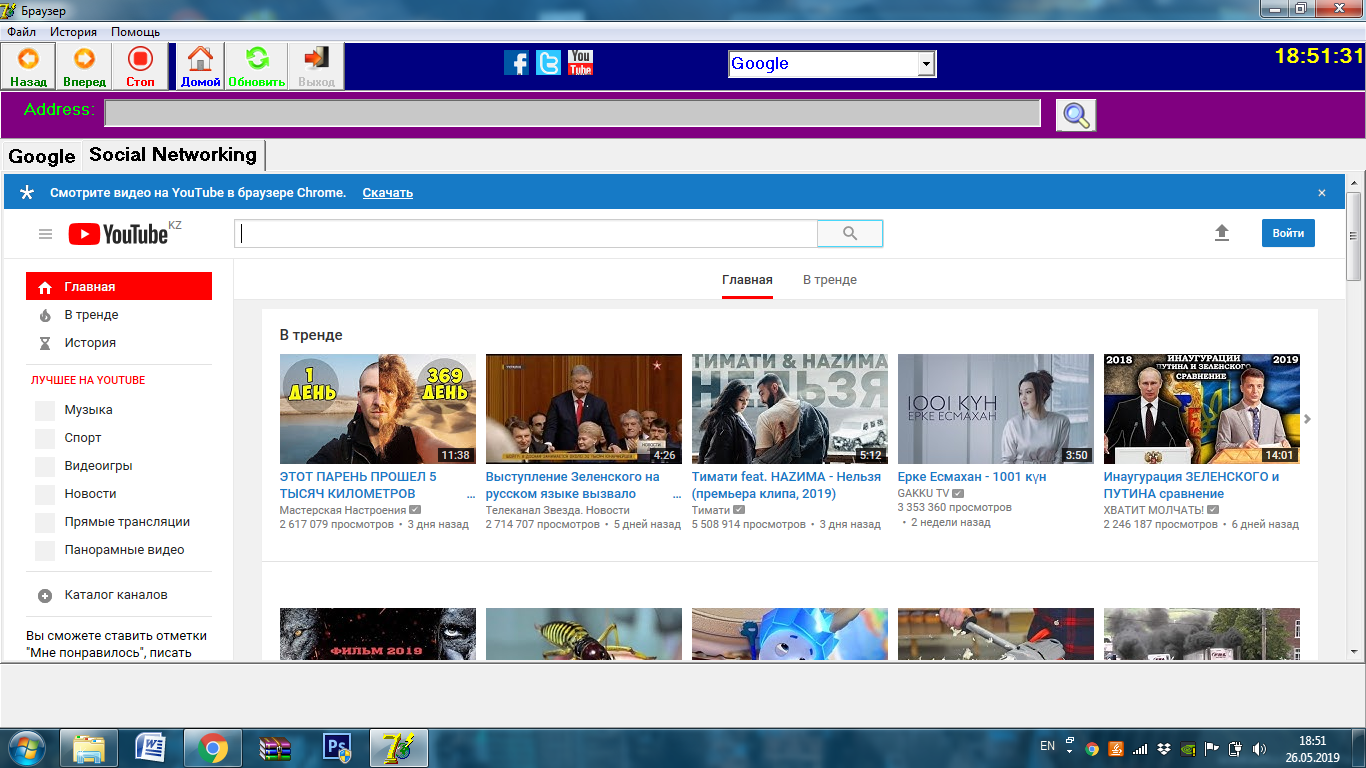 Браузер
Файл История Помощь
Назад Вперед Стоп Домой Обновить Выход
You
Tube
Google
18:51:31
Address:
Google Social Networking
Смотрите видео на YouTube в браузере Chrome. Скачать ×
YouTube KZ
Войти
Главная В тренде
Главная
В тренде
История
ЛУЧШЕЕ НА YOUTUBE
Музыка
Спорт
Видеоигры
Новости
Прямые трансляции
Панорамные видео
Каталог каналов
Вы сможете ставить отметки
"Мне понравилось", писать
В тренде
1
ДЕНЬ
369
ДЕНЬ
11:38
ЭТОТ ПАРЕНЬ ПРОШЕЛ 5
ТЫСЯЧ КИЛОМЕТРОВ ...
Мастерская Настроения
2 617 079 просмотров • 3 дня назад
НОВОСТИ
4:26
Выступление Зеленского на
русском языке вызвало ...
Телеканал Звезда. Новости
2 714 707 просмотров • 5 дней назад
ТИМАТИ & HAZИМА
НЕЛЬЗЯ
5:12
Тимати feat. HAZИМА - Нельзя
(премьера клипа, 2019)
Тимати
5 508 914 просмотров • 3 дня назад
1001 КҮН
ЕРКЕ ЕСМАХАН
3:50
Ерке Есмахан - 1001 күн
GAKKU TV
3 353 360 просмотров
• 2 недели назад
2018 ИНАУГУРАЦИИ 2019
ПУТИНА И ЗЕЛЕНСКОГО
СРАВНЕНИЕ
14:01
Инаугурация ЗЕЛЕНСКОГО и
ПУТИНА сравнение
ХВАТИТ МОЛЧАТЬ!
2 246 187 просмотров • 6 дней назад
ФИЛЬМ 2019
EN
18:51
26.05.2019